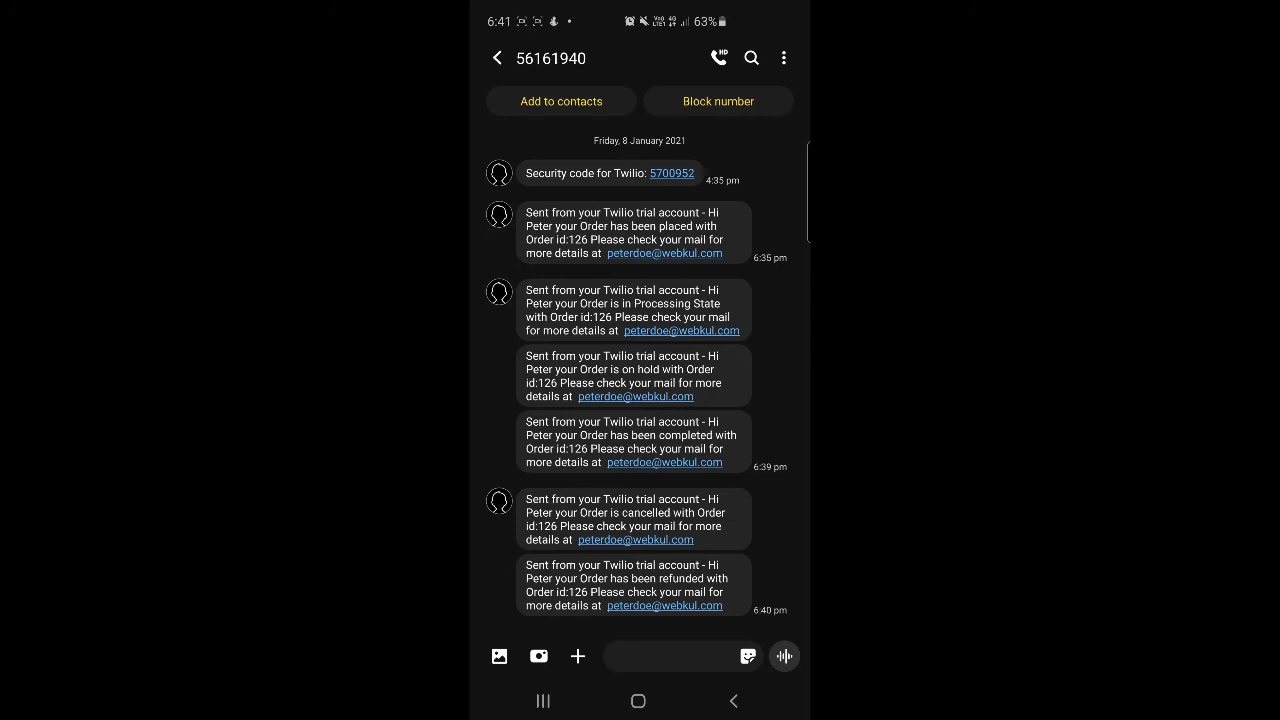 6:41
63%
56161940
Add to contacts
Block number
Friday, 8 January 2021
Security code for Twilio: 5700952
4:35 pm
Sent from your Twilio trial account - Hi
Peter your Order has been placed with
Order id:126 Please check your mail for
more details at peterdoe@webkul.com
6:35 pm
Sent from your Twilio trial account - Hi
Peter your Order is in Processing State
with Order id:126 Please check your mail
for more details at peterdoe@webkul.com
Sent from your Twilio trial account - Hi
Peter your Order is on hold with Order
id:126 Please check your mail for more
details at peterdoe@webkul.com
Sent from your Twilio trial account - Hi
Peter your Order has been completed with
Order id:126 Please check your mail for
more details at peterdoe@webkul.com
6:39 pm
Sent from your Twilio trial account - Hi
Peter your Order is cancelled with Order
id:126 Please check your mail for more
details at peterdoe@webkul.com
Sent from your Twilio trial account - Hi
Peter your Order has been refunded with
Order id:126 Please check your mail for
more details at peterdoe@webkul.com
6:40 pm